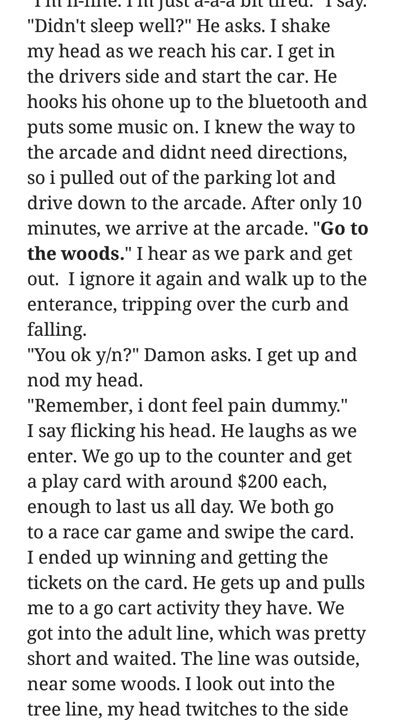 "I'm fi-fine. I'm just a-a-a bit tired." I say.
"Didn't sleep well?" He asks. I shake
my head as we reach his car. I get in
the drivers side and start the car. He
hooks his ohone up to the bluetooth and
puts some music on. I knew the way to
the arcade and didnt need directions,
so i pulled out of the parking lot and
drive down to the arcade. After only 10
minutes, we arrive at the arcade. "Go to
the woods." I hear as we park and get
out.  I ignore it again and walk up to the
enterance, tripping over the curb and
falling.
"You ok y/n?" Damon asks. I get up and
nod my head.
"Remember, i dont feel pain dummy."
I say flicking his head. He laughs as we
enter. We go up to the counter and get
a play card with around $200 each,
enough to last us all day. We both go
to a race car game and swipe the card.
I ended up winning and getting the
tickets on the card. He gets up and pulls
me to a go cart activity they have. We
got into the adult line, which was pretty
short and waited. The line was outside,
near some woods. I look out into the
tree line, my head twitches to the side